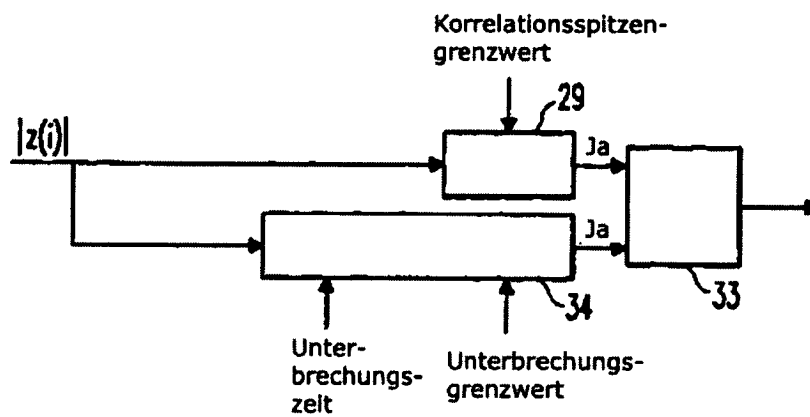 Korrelationsspitzen-
grenzwert
29
|z(i)|
Ja
Ja
34
33
Unter-
brechungs-
zeit
Unterbrechungs-
grenzwert